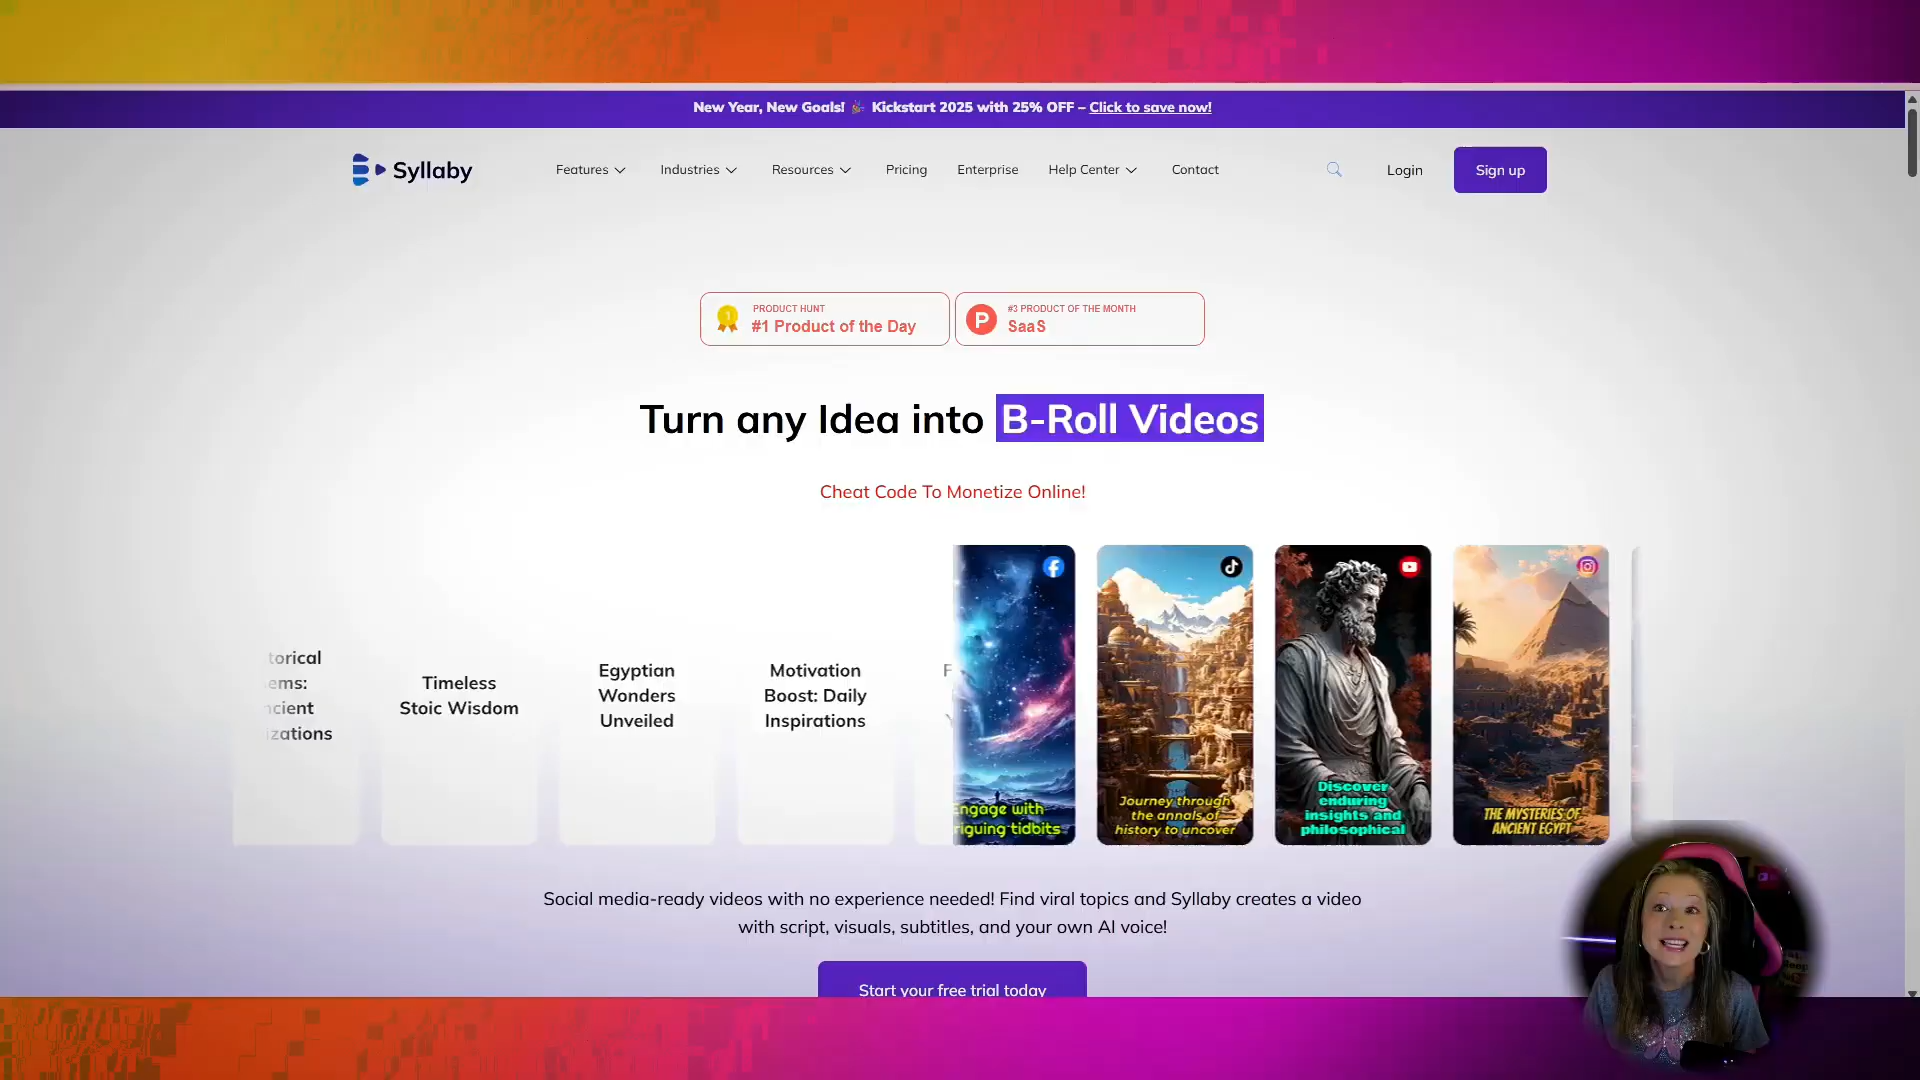 New Year, New Goals! 🎉 Kickstart 2025 with 25% OFF – Click to save now!
Syllaby
Features
Industries
Resources
Pricing
Enterprise
Help Center
Contact
Login
Sign up
PRODUCT HUNT
#1 Product of the Day
P
#3 PRODUCT OF THE MONTH
SaaS
Turn any Idea into B-Roll Videos
Cheat Code To Monetize Online!
Timeless
Stoic Wisdom
Egyptian
Wonders
Unveiled
Motivation
Boost: Daily
Inspirations
Engage with
tidbits
Journey through
the annals of
history to uncover
Discover
enduring
insights and
philosophical
THE MYSTERIES OF
ANCIENT EGYPT
Social media-ready videos with no experience needed! Find viral topics and Syllaby creates a video
with script, visuals, subtitles, and your own AI voice!
Start your free trial today